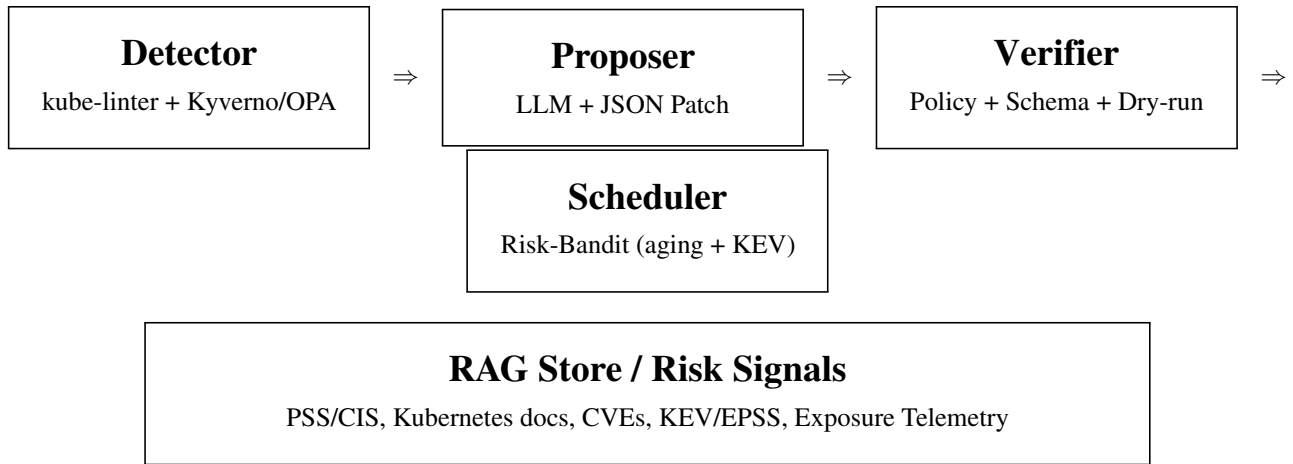 Detector
kube-linter + Kyverno/OPA
⇒
Proposer
LLM + JSON Patch
⇒
Verifier
Policy + Schema + Dry-run
⇒
Scheduler
Risk-Bandit (aging + KEV)
RAG Store / Risk Signals
PSS/CIS, Kubernetes docs, CVEs, KEV/EPSS, Exposure Telemetry